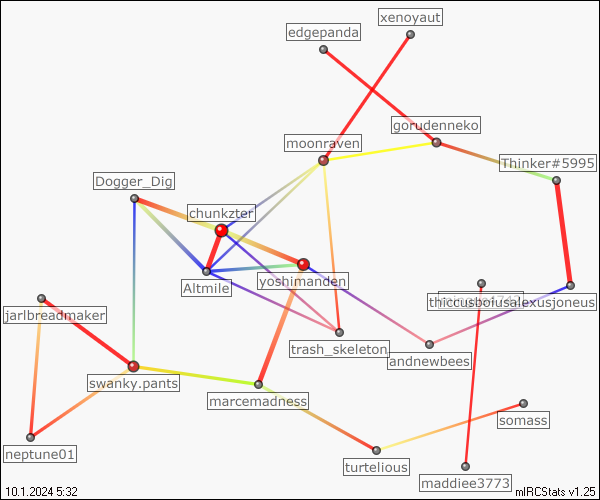 xenoyaut
edgepanda
gorudenneko
moonraven
Thinker#5995
Dogger_Dig
chunkzter
yoshimanden
Altmile
jarlbreadmaker
trash_skeleton
andnewbees
swanky.pants
marcemadness
somass
neptune01
turtelious
maddiee3773
10.1.2024 5:32
mIRCStats v1.25